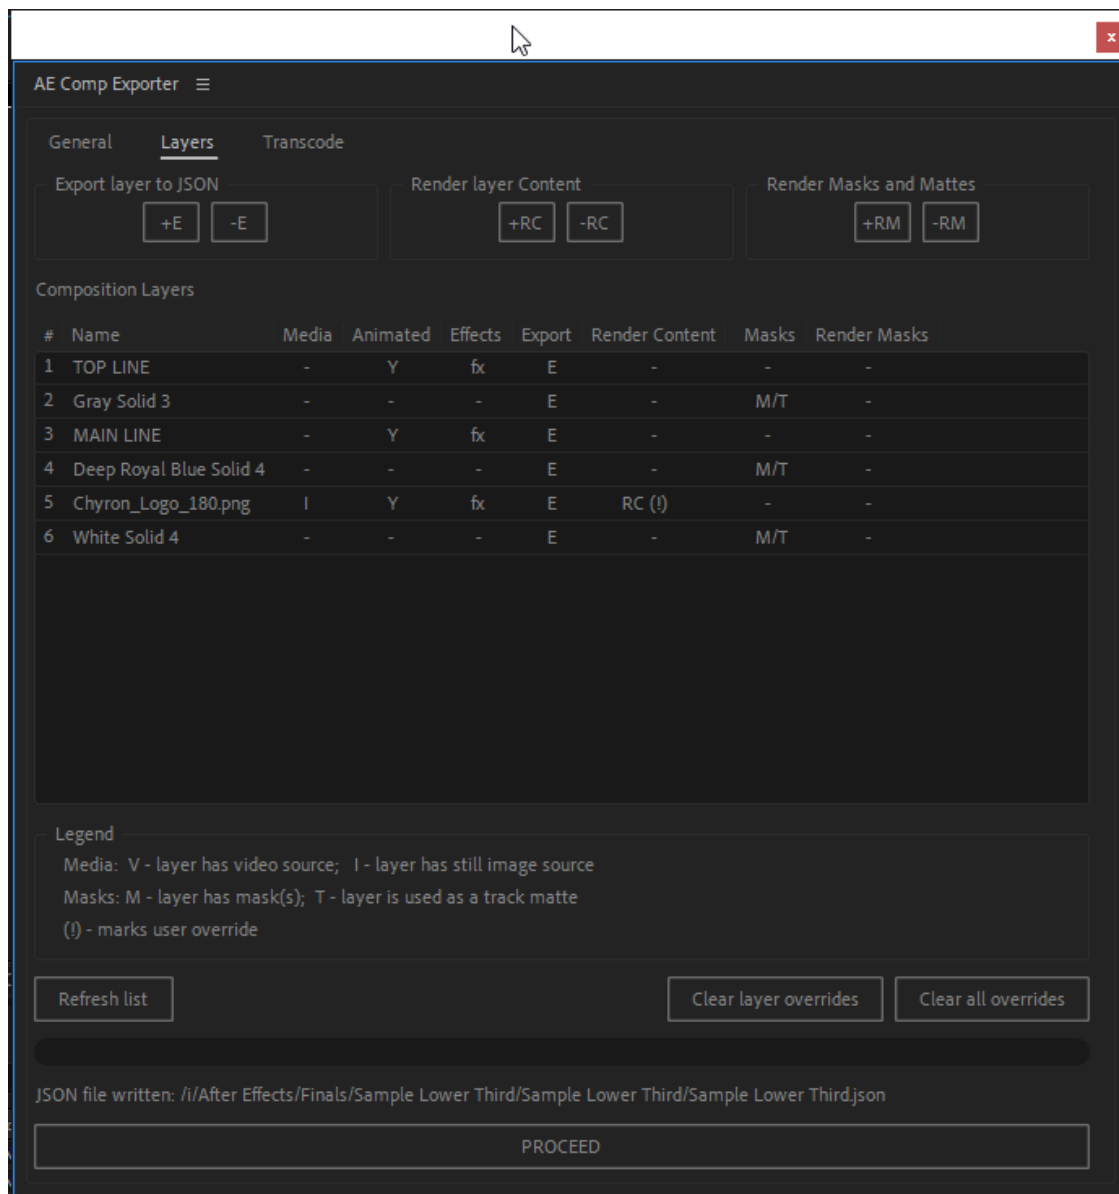 x
AE Comp Exporter ☰
General Layers Transcode
Export layer to JSON Render layer Content Render Masks and Mattes
+E -E +RC -RC +RM -RM
Composition Layers
# Name Media Animated Effects Export Render Content Masks Render Masks
1 TOP LINE - Y fx E - - -
2 Gray Solid 3 - - - E - M/T -
3 MAIN LINE - Y fx E - - -
4 Deep Royal Blue Solid 4 - - - E - M/T -
5 Chyron_Logo_180.png I Y fx E RC (!) - -
6 White Solid 4 - - - E - M/T -
Legend
Media: V - layer has video source; I - layer has still image source
Masks: M - layer has mask(s); T - layer is used as a track matte
(!) - marks user override
Refresh list Clear layer overrides Clear all overrides
JSON file written: /i/After Effects/Finals/Sample Lower Third/Sample Lower Third/Sample Lower Third.json
PROCEED